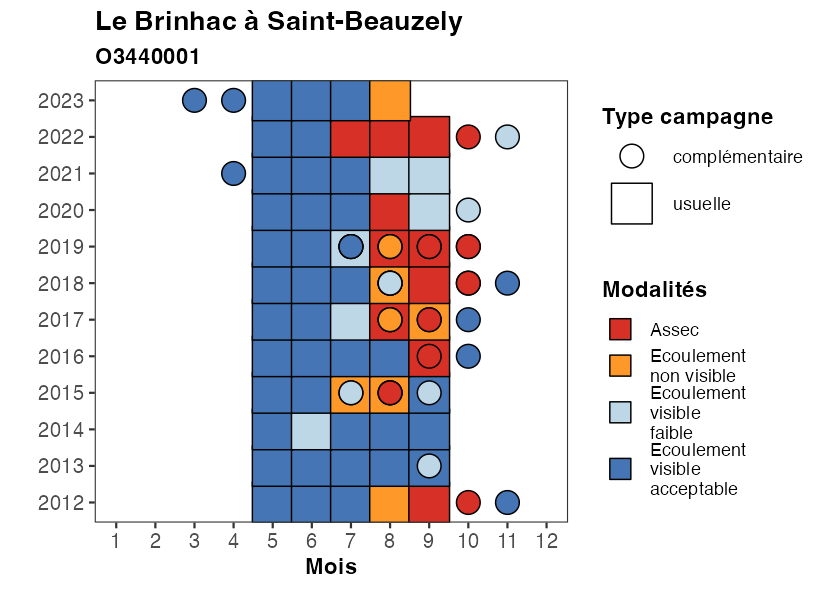 Le Brinhac à Saint-Beauzely
O3440001
2023
2022
2021
2020
2019
2018
2017
2016
2015
2014
2013
2012
1 2 3 4 5 6 7 8 9 10 11 12
Mois
Type campagne
complémentaire
usuelle
Modalités
Assec
Ecoulement
non visible
Ecoulement
visible
faible
Ecoulement
visible
acceptable